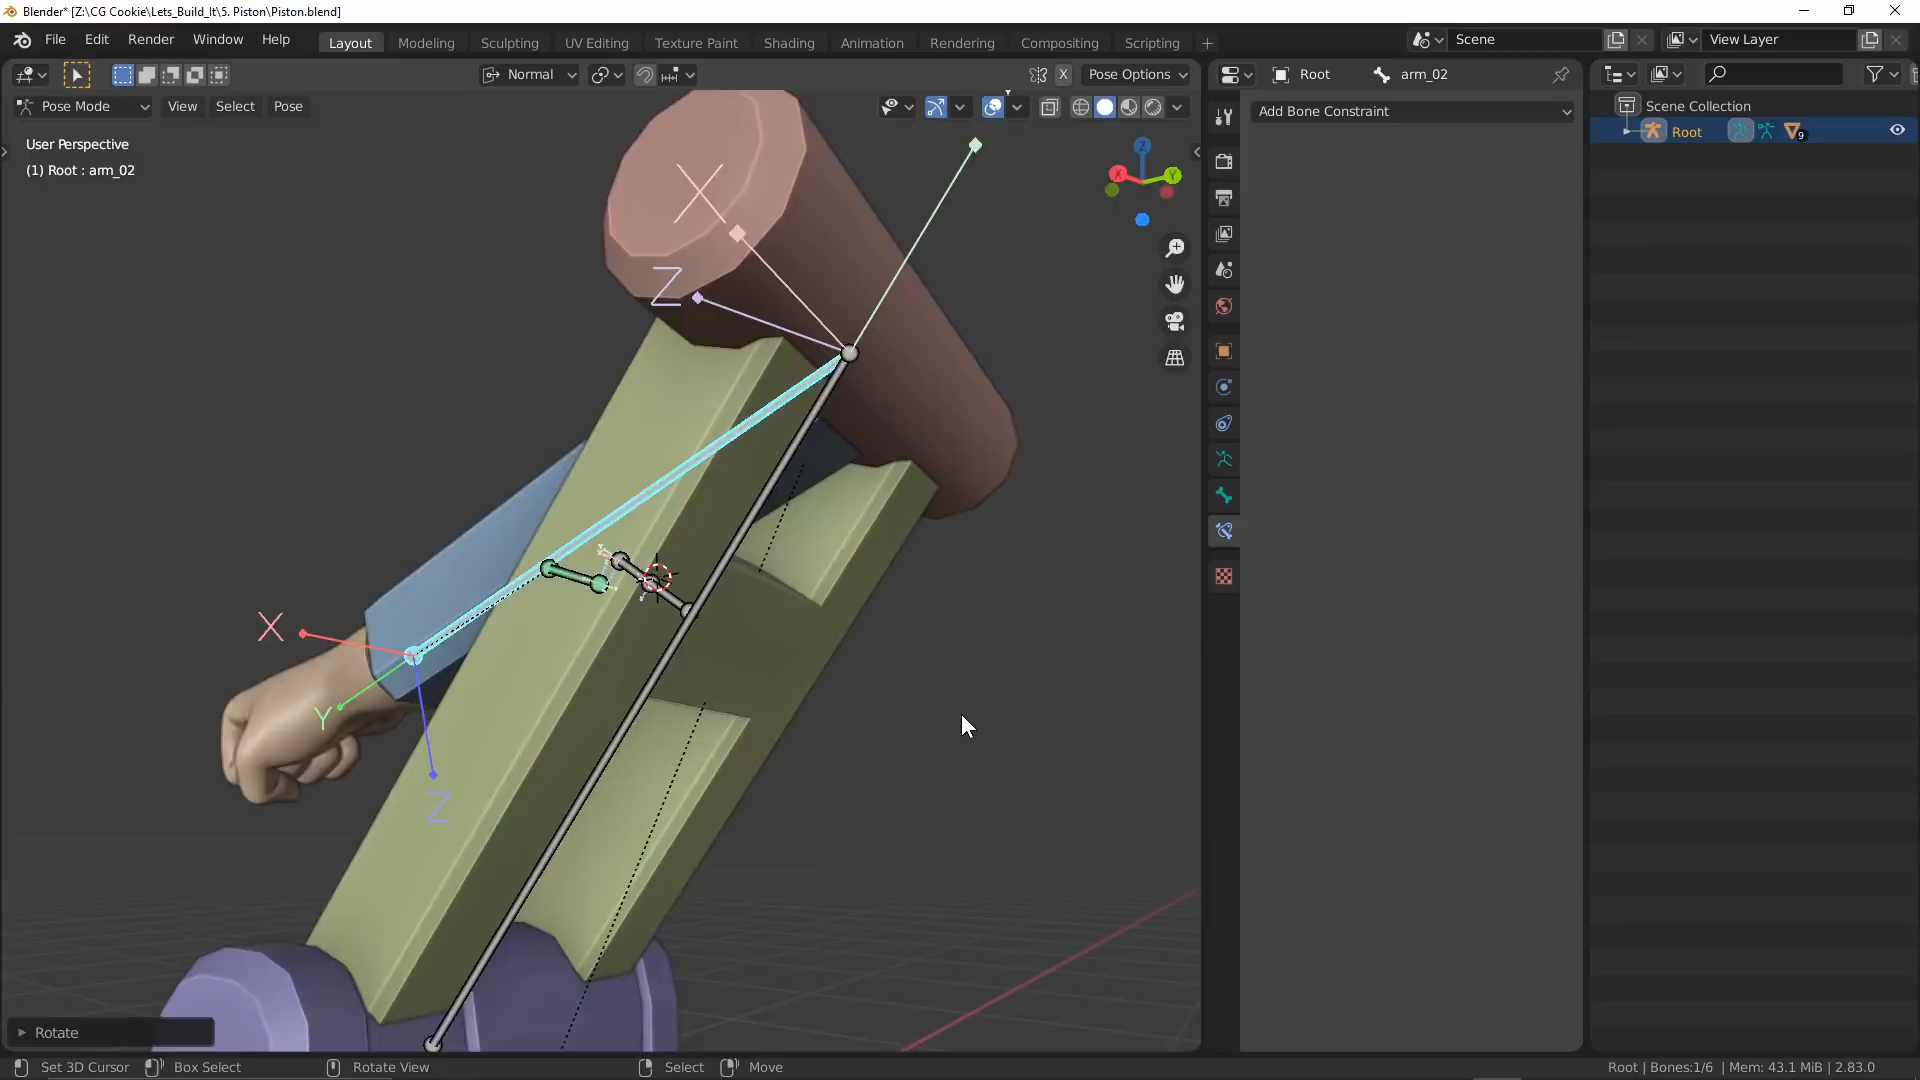 Blender* [Z:\CG Cookie\Lets_Build_It\5. Piston\Piston.blend]
File Edit Render Window Help Layout Modeling Sculpting UV Editing Texture Paint Shading Animation Rendering Compositing Scripting + Scene View Layer
Normal X Pose Options Root arm_02
Pose Mode View Select Pose
Add Bone Constraint
Scene Collection
Root 9
User Perspective
(1) Root : arm_02
Z
X Y
X
Z
X
Y
Z
Rotate
Set 3D Cursor Box Select Rotate View Select Move Root | Bones:1/6 | Mem: 43.1 MiB | 2.83.0